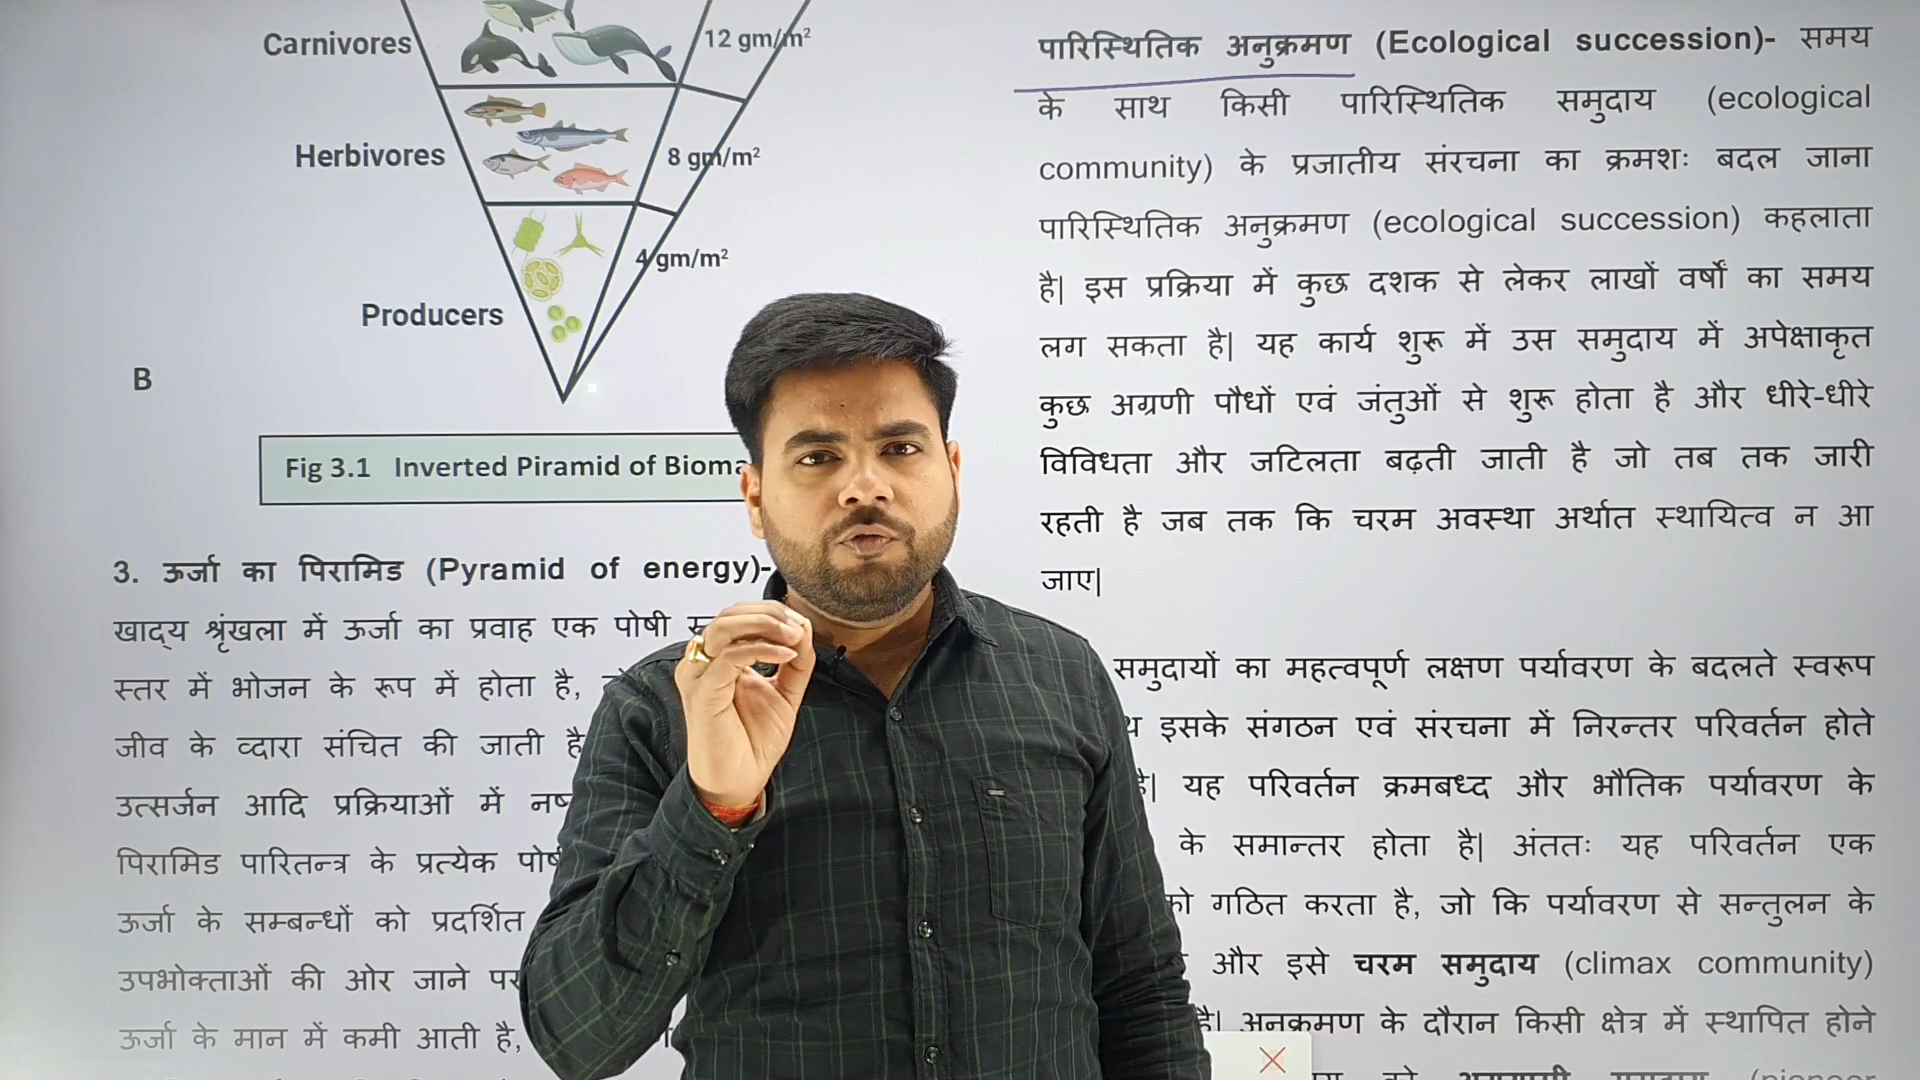 Carnivores
12 gm/m²
Herbivores
8 gm/m²
4 gm/m²
Producers
B
Fig 3.1 Inverted Piramid of
3. ऊर्जा का पिरामिड (Pyramid of energy)-
खाद्य श्रृंखला में ऊर्जा का प्रवाह एक पोषी
स्तर में भोजन के रूप में होता है,
जीव के व्दारा संचित की जाती है
उत्सर्जन आदि प्रक्रियाओं में
पिरामिड पारितन्त्र के प्रत्येक
ऊर्जा के सम्बन्धों को प्रदर्शित
उपभोक्ताओं की ओर जाने पर
ऊर्जा के मान में कमी आती है,
पारिस्थितिक अनुक्रमण (Ecological succession)- समय
के साथ किसी पारिस्थितिक समुदाय (ecological
community) के प्रजातीय संरचना का क्रमशः बदल जाना
पारिस्थितिक अनुक्रमण (ecological succession) कहलाता
है| इस प्रक्रिया में कुछ दशक से लेकर लाखों वर्षों का समय
लग सकता है| यह कार्य शुरू में उस समुदाय में अपेक्षाकृत
कुछ अग्रणी पौधों एवं जंतुओं से शुरू होता है और धीरे-धीरे
विविधता और जटिलता बढ़ती जाती है जो तब तक जारी
रहती है जब तक कि चरम अवस्था अर्थात स्थायित्व न आ
जाए|
समुदायों का महत्वपूर्ण लक्षण पर्यावरण के बदलते स्वरूप
इसके संगठन एवं संरचना में निरन्तर परिवर्तन होते
है| यह परिवर्तन क्रमबध्द और भौतिक पर्यावरण के
के समान्तर होता है| अंततः यह परिवर्तन एक
को गठित करता है, जो कि पर्यावरण से सन्तुलन के
और इसे चरम समुदाय (climax community)
है| अनुक्रमण के दौरान किसी क्षेत्र में स्थापित होने